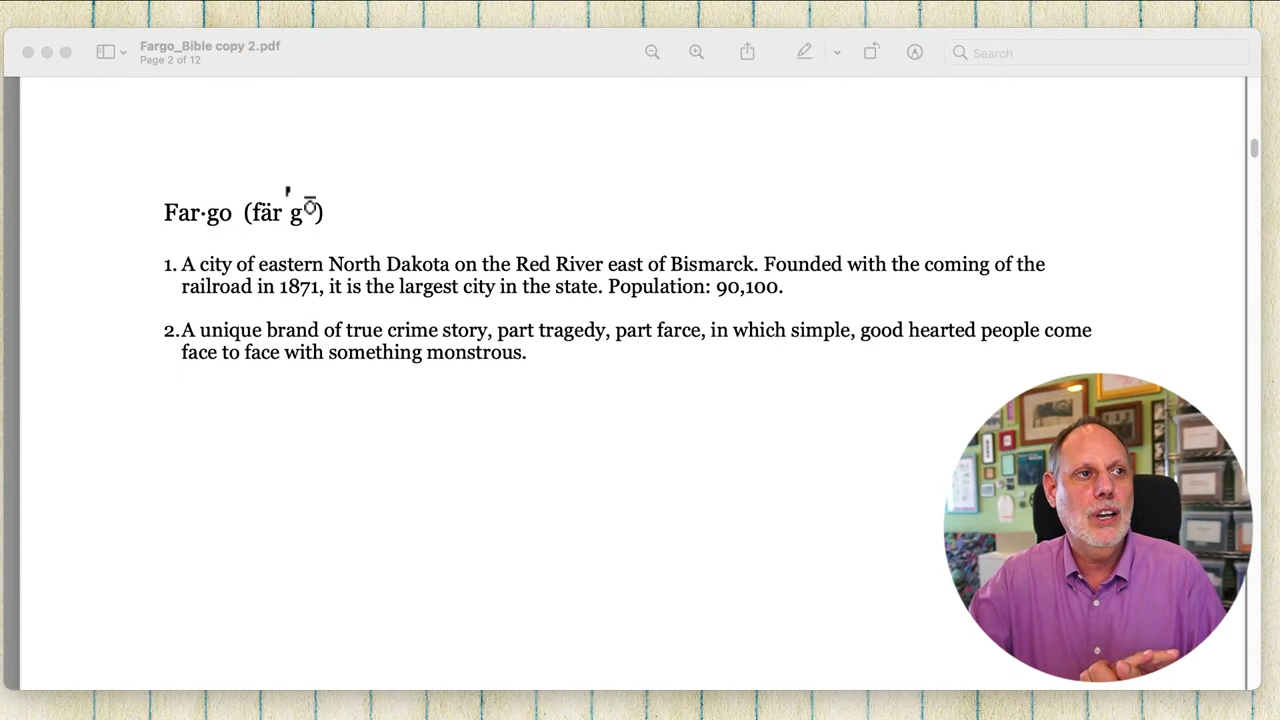 Fargo_Bible copy 2.pdf
Page 2 of 12
Search
Far·go (fär′gō)
1. A city of eastern North Dakota on the Red River east of Bismarck. Founded with the coming of the
railroad in 1871, it is the largest city in the state. Population: 90,100.
2. A unique brand of true crime story, part tragedy, part farce, in which simple, good hearted people come
face to face with something monstrous.